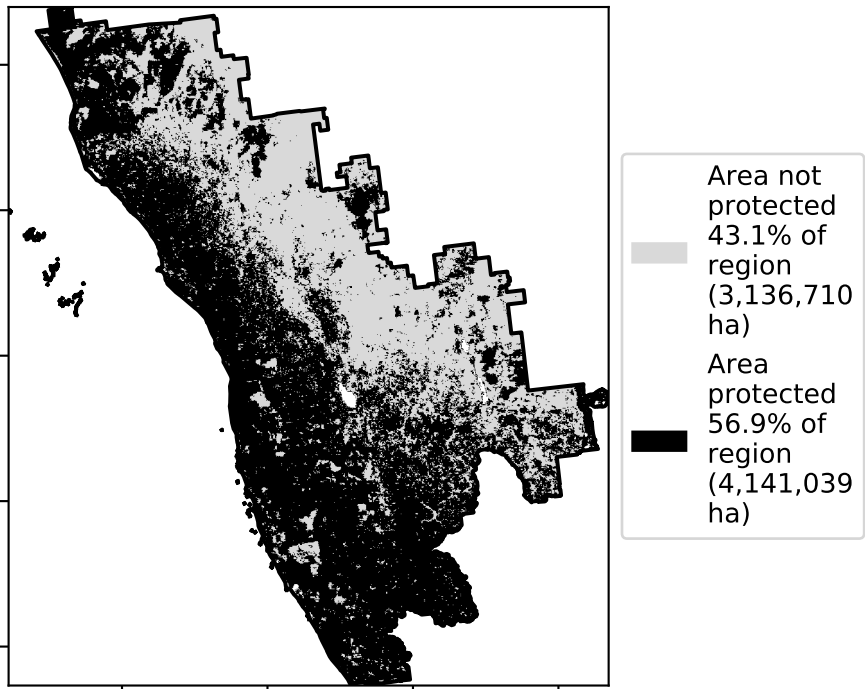 Area not
protected
43.1% of
region
(3,136,710
ha)
Area
protected
56.9% of
region
(4,141,039
ha)